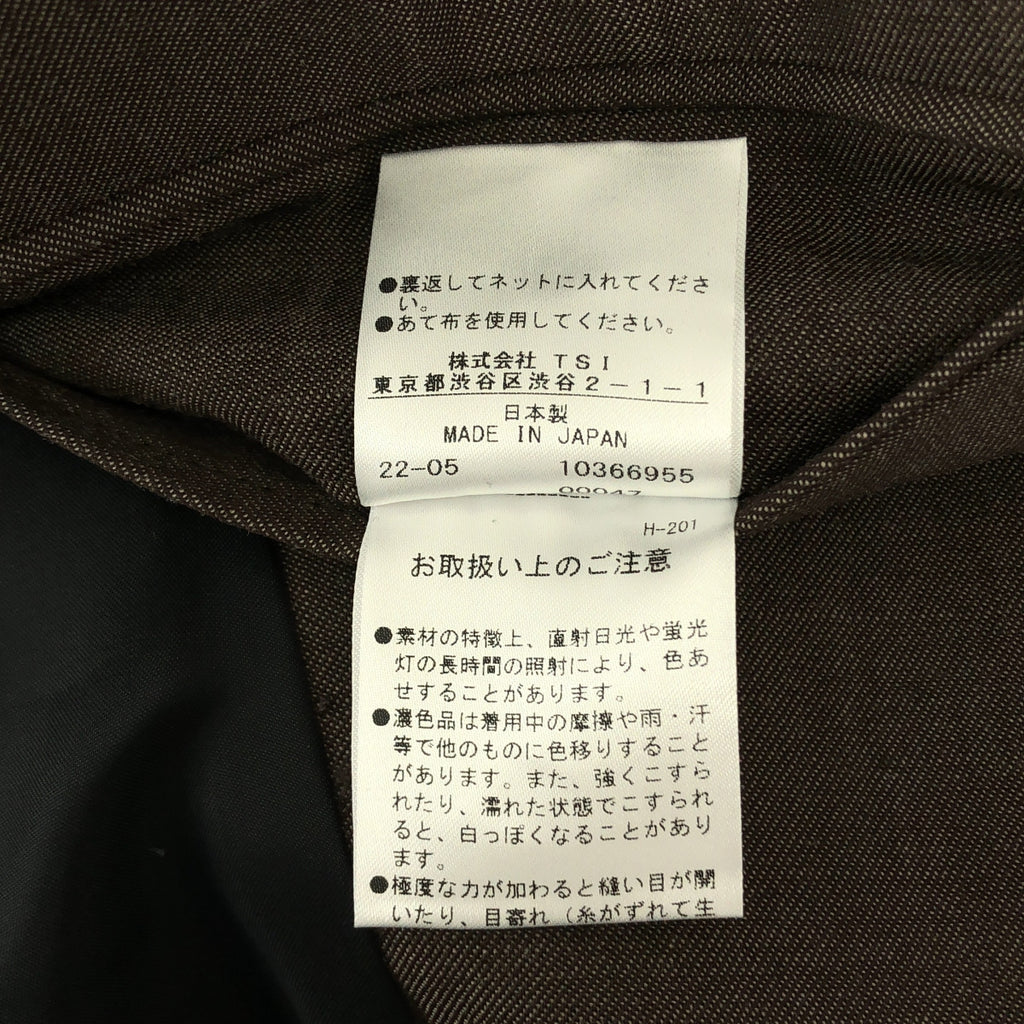 ●裏返してネットに入れてくださ
い。
●あて布を使用してください。
株式会社 TSI
東京都渋谷区渋谷2-1-1
日本製
MADE IN JAPAN
22-05 10366955
H-201
お取扱い上のご注意
●素材の特徴上、直射日光や蛍光
灯の長時間の照射により、色あ
せすることがあります。
●濃色品は着用中の摩擦や雨・汗
等で他のものに色移りすること
があります。また、強くこすら
れたり、濡れた状態でこすられ
ると、白っぽくなることがあり
ます。
●極度な力が加わると縫い目が開
いたり、目寄れ(糸がずれて生